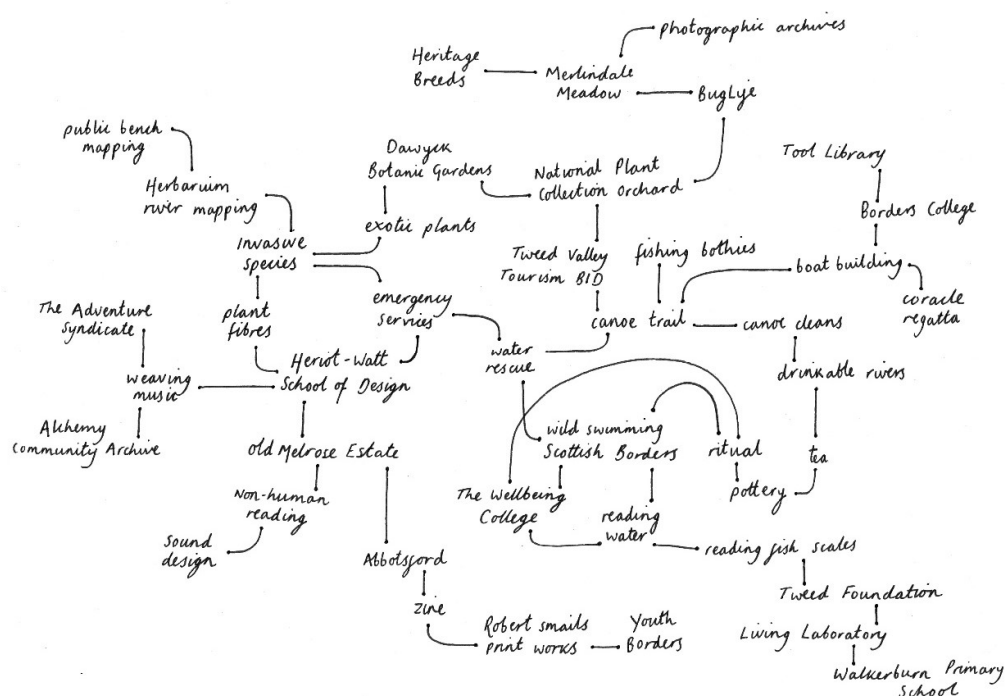 photographic archives
Heritage
Breeds
Merlindale
Meadow
BugLife
public bench
mapping
Dawyck
Botanic Gardens
National Plant
Collection Orchard
Tool Library
Herbarium
river mapping
exotic plants
Borders College
Invasive
species
Tweed Valley
Tourism BID
fishing bothies
boat building
coracle
regatta
The Adventure
Syndicate
plant
fibres
emergency
services
canoe trail
canoe cleans
water
rescue
Heriot-Watt
School of Design
drinkable rivers
weaving
music
Alchemy
Community Archive
Old Melrose Estate
wild swimming
Scottish Borders
ritual
tea
Non-human
reading
The Wellbeing
College
pottery
reading
water
sound
design
Abbotsford
reading fish scales
Tweed Foundation
zine
Robert smails
print works
Youth
Borders
Living Laboratory
Walkerburn Primary
School